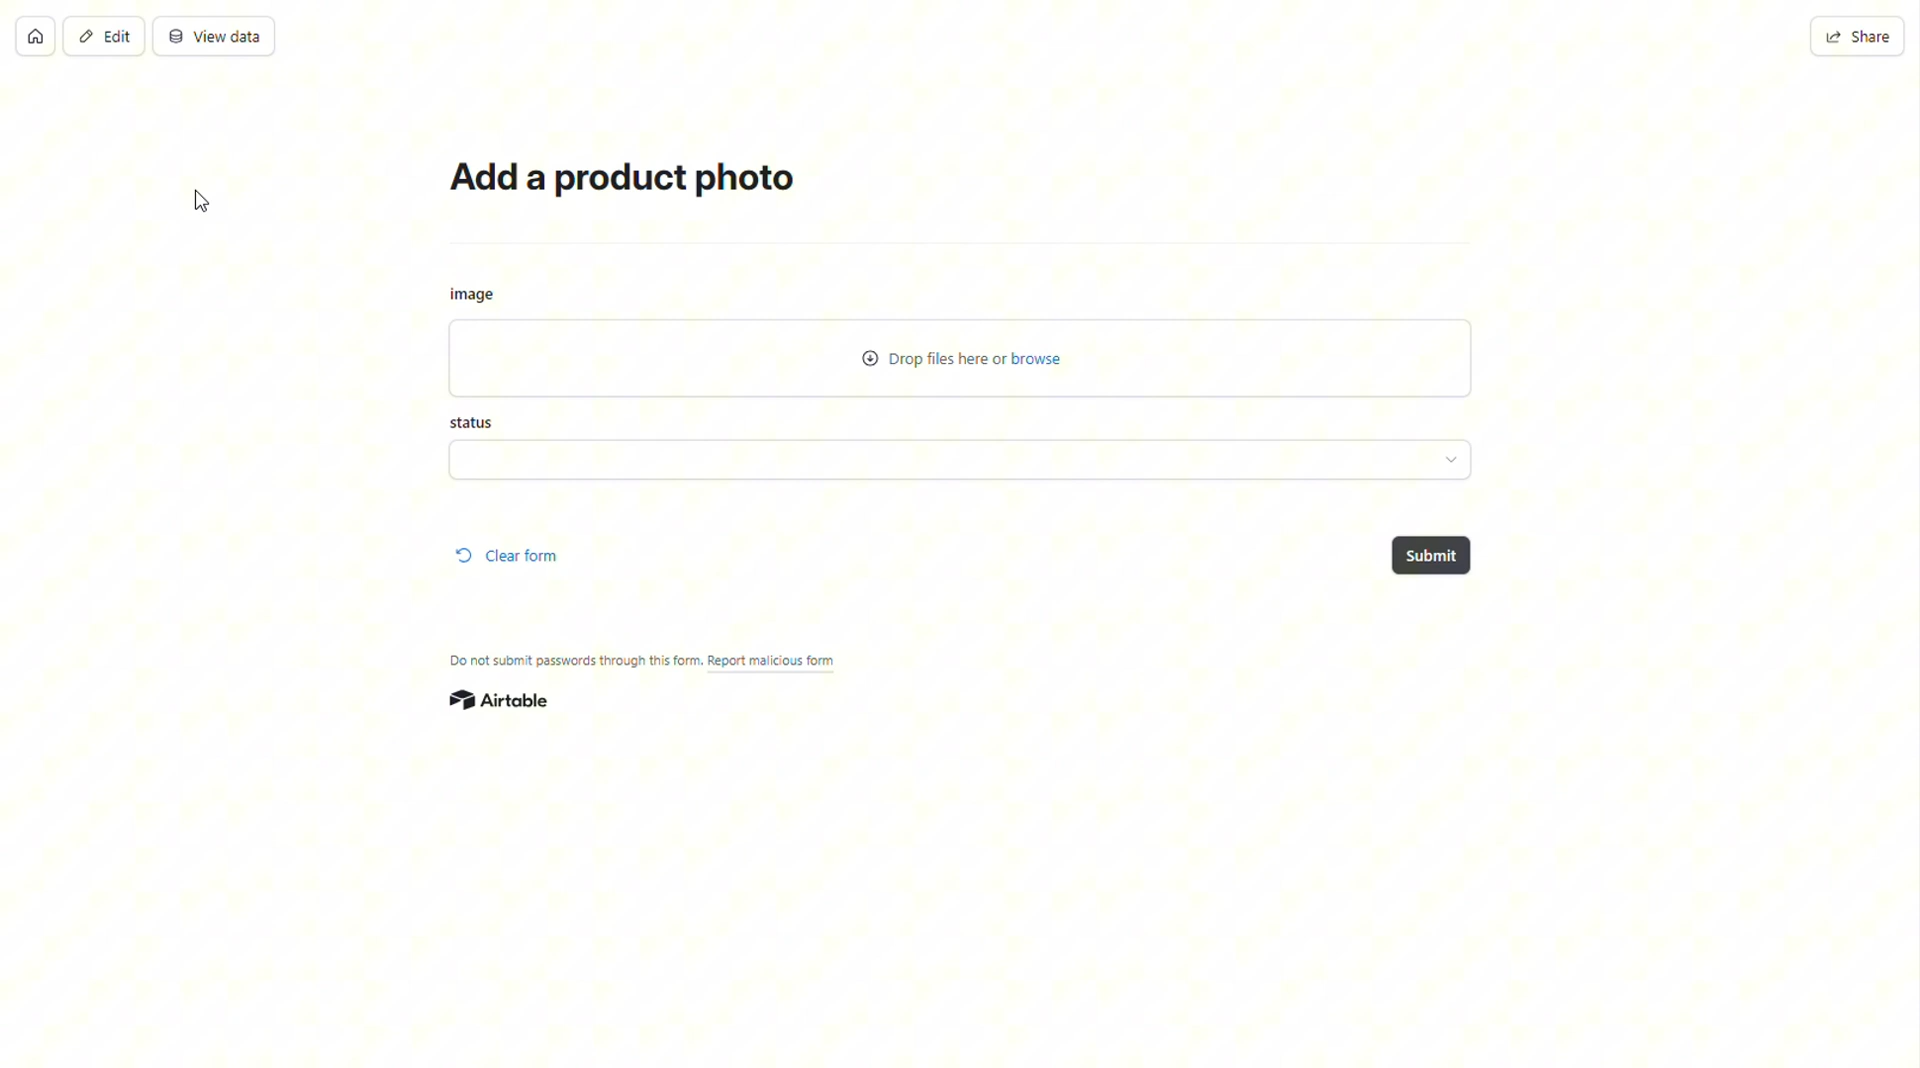 Edit
View data
Share
Add a product photo
image
Drop files here or browse
status
Clear form
Submit
Do not submit passwords through this form. Report malicious form
Airtable